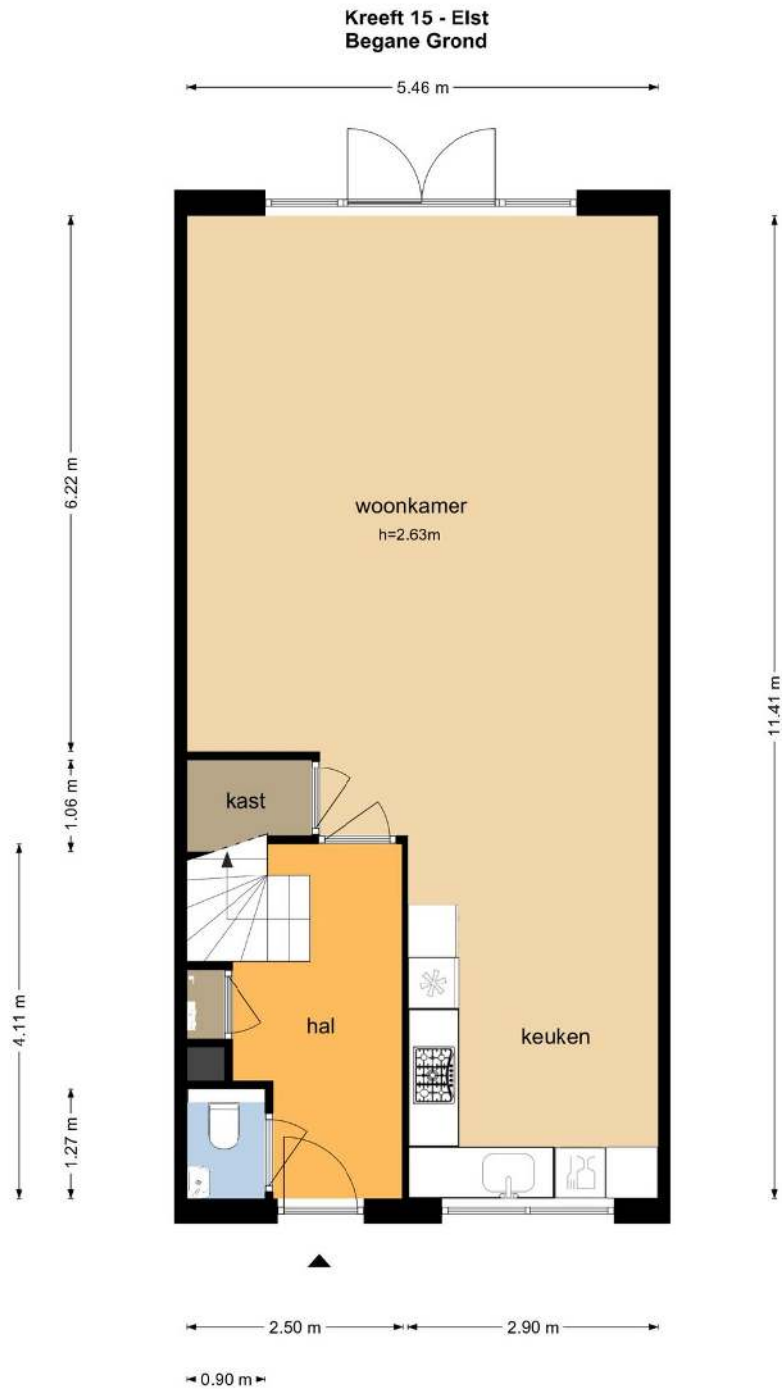 Kreeft 15 - Elst
Begane Grond
5.46 m
6.22 m
woonkamer
h=2.63m
11.41 m
1.06 m
kast
4.11 m
hal
keuken
1.27 m
2.50 m
2.90 m
0.90 m